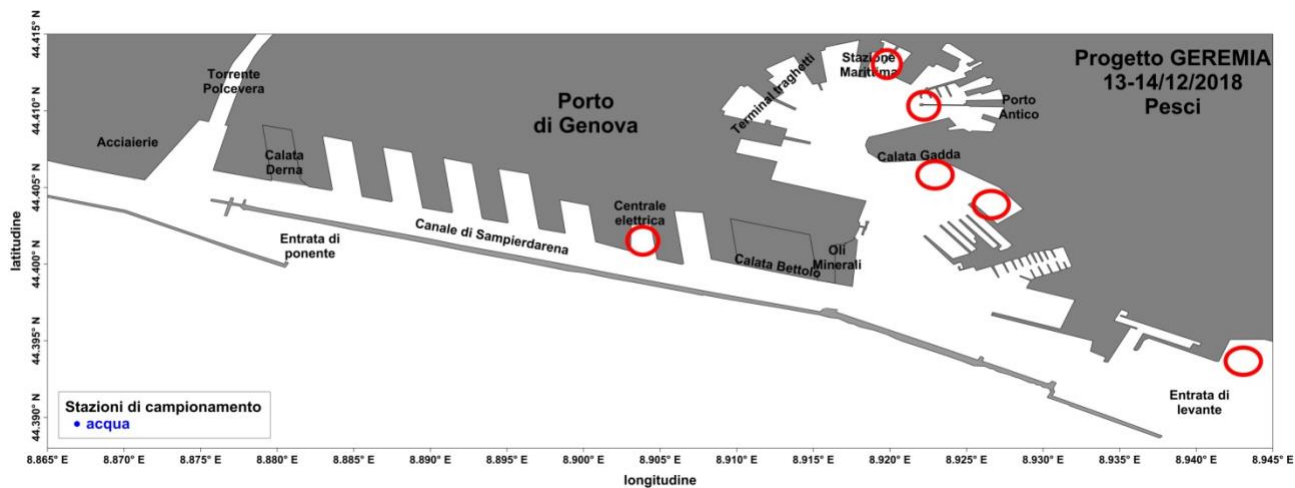 44.415° N
44.410° N
44.405° N
44.400° N
44.395° N
44.390° N
latitudine
Torrente
Polcevera
Acciaierie
Calata
Derna
Porto
di Genova
Terminal traghetti
Stazione
Marittima
Progetto GEREMIA
13-14/12/2018
Pesci
Porto
Antico
Calata Gadda
Centrale
elettrica
Canale di Sampierdarena
Entrata di
ponente
Calata Bettolo
Oli
Minerali
Entrata di
levante
Stazioni di campionamento
• acqua
8.865° E 8.870° E 8.875° E 8.880° E 8.885° E 8.890° E 8.895° E 8.900° E 8.905° E 8.910° E 8.915° E 8.920° E 8.925° E 8.930° E 8.935° E 8.940° E 8.945° E
longitudine